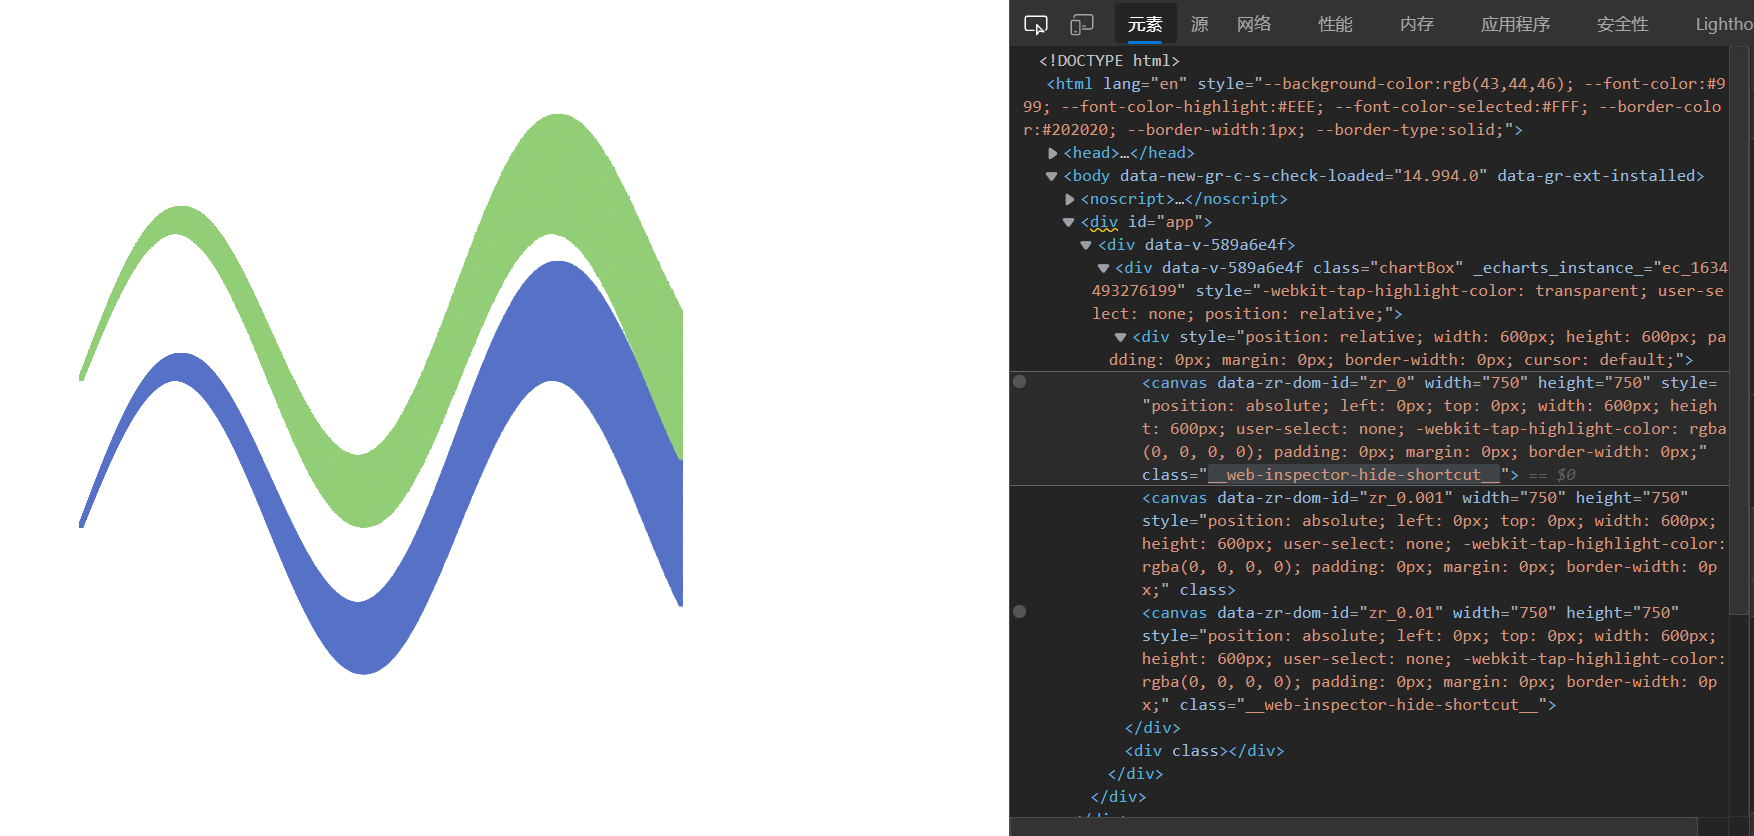 元素 源 网络 性能 内存 应用程序 安全性 Lightho
<!DOCTYPE html>
<html lang="en" style="--background-color:rgb(43,44,46); --font-color:#9
99; --font-color-highlight:#EEE; --font-color-selected:#FFF; --border-colo
r:#202020; --border-width:1px; --border-type:solid;">
<head>…</head>
<body data-new-gr-c-s-check-loaded="14.994.0" data-gr-ext-installed>
<noscript>…</noscript>
<div id="app">
<div data-v-589a6e4f>
<div data-v-589a6e4f class="chartBox" _echarts_instance_="ec_1634
493276199" style="-webkit-tap-highlight-color: transparent; user-se
lect: none; position: relative;">
<div style="position: relative; width: 600px; height: 600px; pa
dding: 0px; margin: 0px; border-width: 0px; cursor: default;">
<canvas data-zr-dom-id="zr_0" width="750" height="750" style=
"position: absolute; left: 0px; top: 0px; width: 600px; heigh
t: 600px; user-select: none; -webkit-tap-highlight-color: rgba
(0, 0, 0, 0); padding: 0px; margin: 0px; border-width: 0px;"
class="__web-inspector-hide-shortcut__"> == $0
<canvas data-zr-dom-id="zr_0.001" width="750" height="750"
style="position: absolute; left: 0px; top: 0px; width: 600px;
height: 600px; user-select: none; -webkit-tap-highlight-color:
rgba(0, 0, 0, 0); padding: 0px; margin: 0px; border-width: 0p
x;" class>
<canvas data-zr-dom-id="zr_0.01" width="750" height="750"
style="position: absolute; left: 0px; top: 0px; width: 600px;
height: 600px; user-select: none; -webkit-tap-highlight-color:
rgba(0, 0, 0, 0); padding: 0px; margin: 0px; border-width: 0p
x;" class="__web-inspector-hide-shortcut__">
</div>
<div class></div>
</div>
</div>